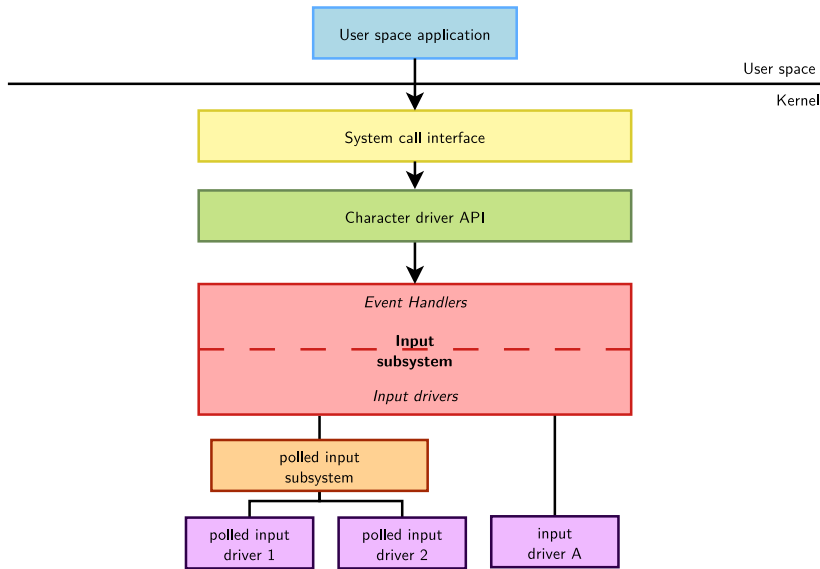 User space application
User space
Kernel
System call interface
Character driver API
Event Handlers
Input
subsystem
Input drivers
polled input
subsystem
polled input
driver 1
polled input
driver 2
input
driver A